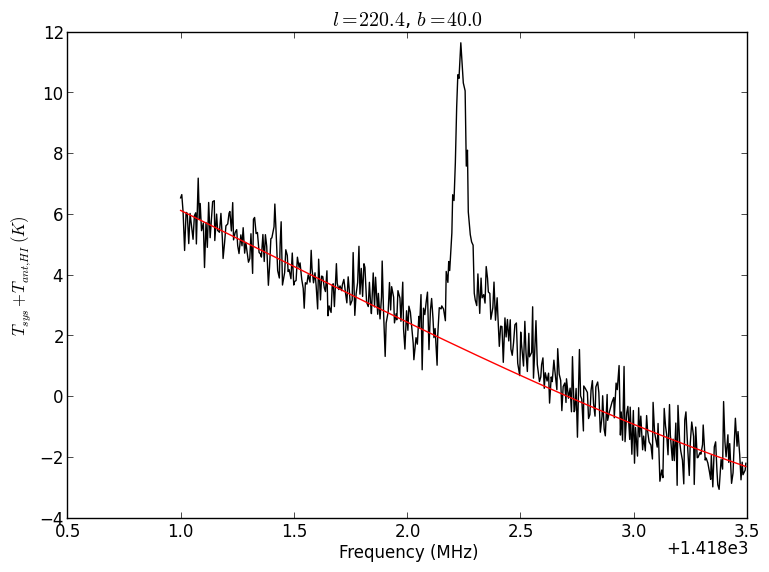 l=220.4, b=40.0
12
10
8
6
4
2
0
−2
−4
T_sys + T_ant,HI (K)
0.5 1.0 1.5 2.0 2.5 3.0 3.5
Frequency (MHz)
+1.418e3